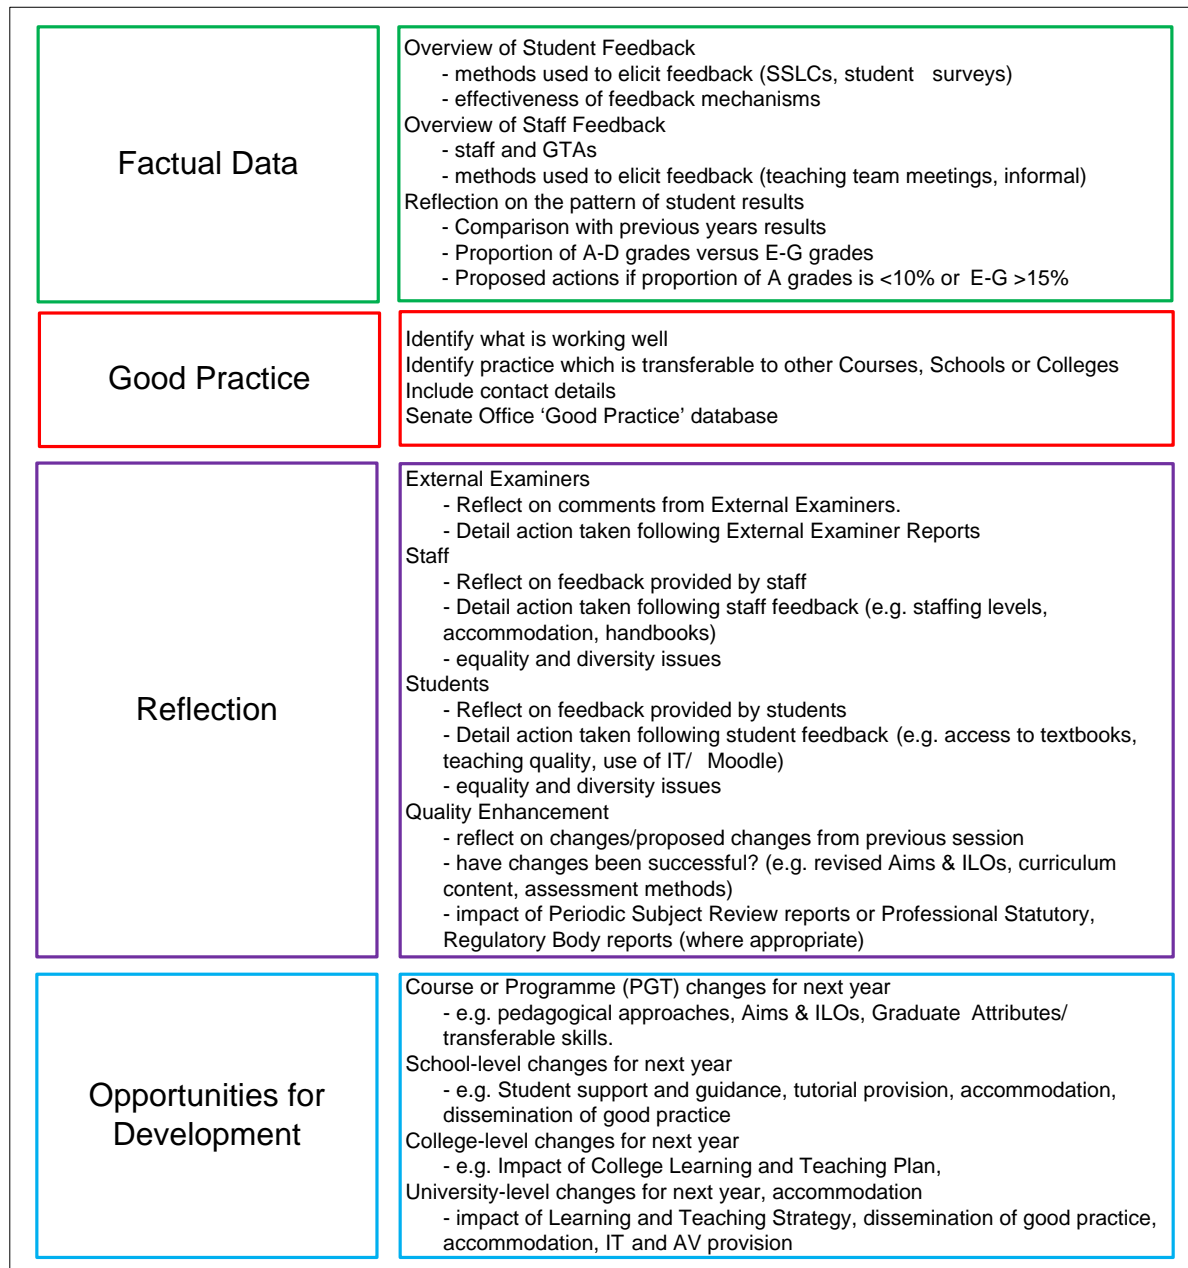 Factual Data
Overview of Student Feedback
- methods used to elicit feedback (SSLCs, student surveys)
- effectiveness of feedback mechanisms
Overview of Staff Feedback
- staff and GTAs
- methods used to elicit feedback (teaching team meetings, informal)
Reflection on the pattern of student results
- Comparison with previous years results
- Proportion of A-D grades versus E-G grades
- Proposed actions if proportion of A grades is <10% or E-G >15%
Good Practice
Identify what is working well
Identify practice which is transferable to other Courses, Schools or Colleges
Include contact details
Senate Office ‘Good Practice’ database
Reflection
External Examiners
- Reflect on comments from External Examiners.
- Detail action taken following External Examiner Reports
Staff
- Reflect on feedback provided by staff
- Detail action taken following staff feedback (e.g. staffing levels,
accommodation, handbooks)
- equality and diversity issues
Students
- Reflect on feedback provided by students
- Detail action taken following student feedback (e.g. access to textbooks,
teaching quality, use of IT/ Moodle)
- equality and diversity issues
Quality Enhancement
- reflect on changes/proposed changes from previous session
- have changes been successful? (e.g. revised Aims & ILOs, curriculum
content, assessment methods)
- impact of Periodic Subject Review reports or Professional Statutory,
Regulatory Body reports (where appropriate)
Opportunities for
Development
Course or Programme (PGT) changes for next year
- e.g. pedagogical approaches, Aims & ILOs, Graduate Attributes/
transferable skills.
School-level changes for next year
- e.g. Student support and guidance, tutorial provision, accommodation,
dissemination of good practice
College-level changes for next year
- e.g. Impact of College Learning and Teaching Plan,
University-level changes for next year, accommodation
- impact of Learning and Teaching Strategy, dissemination of good practice,
accommodation, IT and AV provision